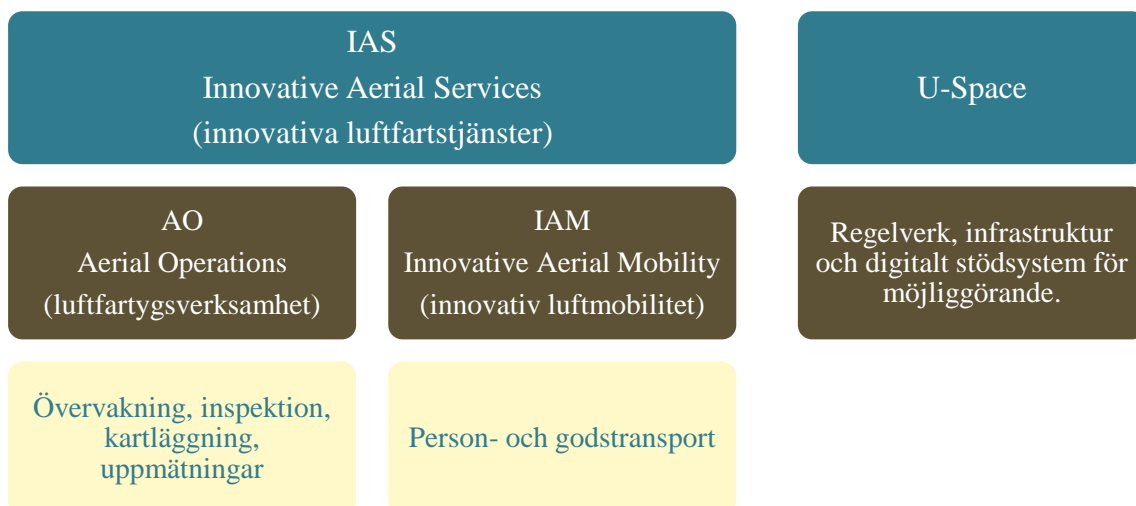 IAS
Innovative Aerial Services
(innovativa luftfartstjänster)
U-Space
AO
Aerial Operations
(luftfartygsverksamhet)
IAM
Innovative Aerial Mobility
(innovativ luftmobilitet)
Regelverk, infrastruktur
och digitalt stödsystem för
möjliggörande.
Övervakning, inspektion,
kartläggning,
uppmätningar
Person- och godstransport